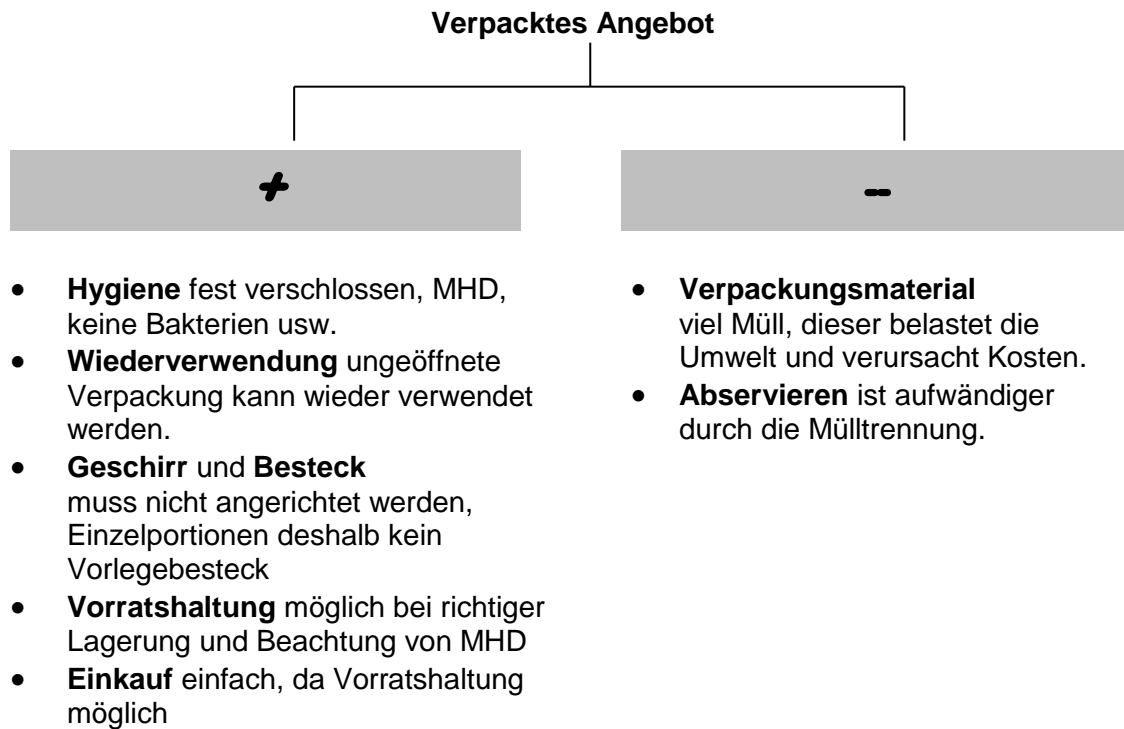 Verpacktes Angebot
+
--
• Hygiene fest verschlossen, MHD,
keine Bakterien usw.
• Wiederverwendung ungeöffnete
Verpackung kann wieder verwendet
werden.
• Geschirr und Besteck
muss nicht angerichtet werden,
Einzelportionen deshalb kein
Vorlegebesteck
• Vorratshaltung möglich bei richtiger
Lagerung und Beachtung von MHD
• Einkauf einfach, da Vorratshaltung
möglich
• Verpackungsmaterial
viel Müll, dieser belastet die
Umwelt und verursacht Kosten.
• Abservieren ist aufwändiger
durch die Mülltrennung.